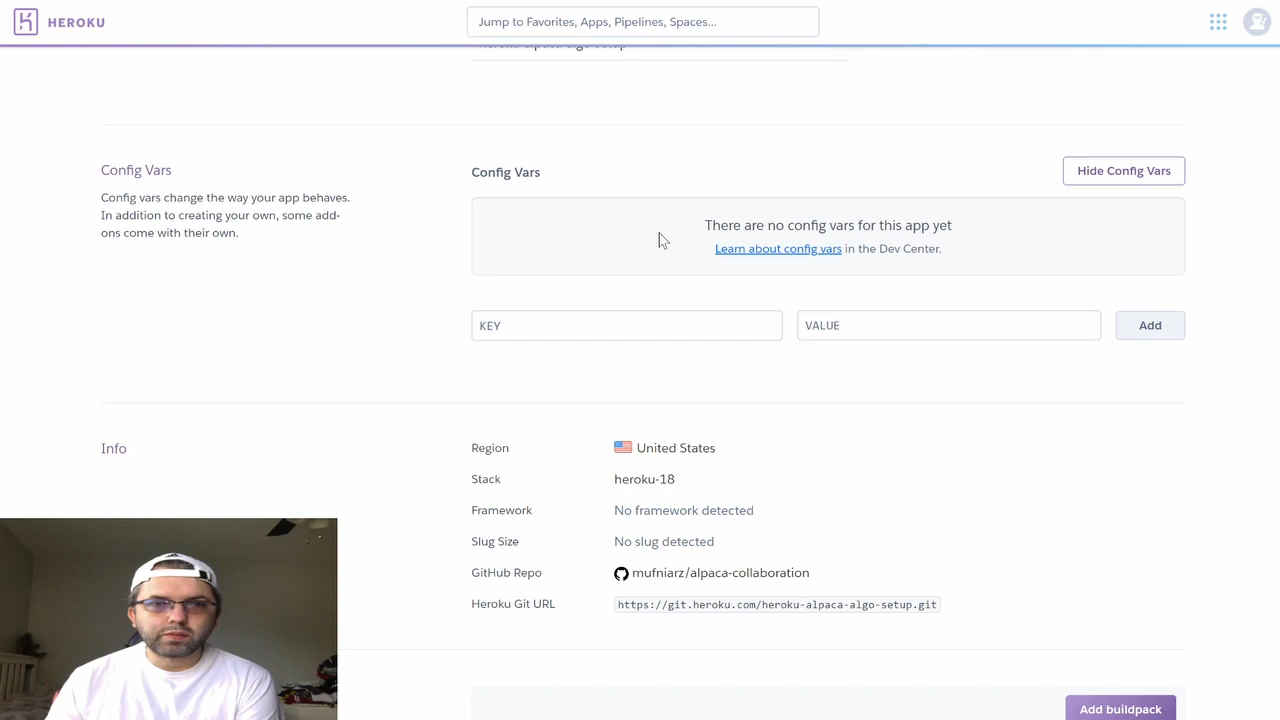 HEROKU
Jump to Favorites, Apps, Pipelines, Spaces...
heroku-alpaca-algo-setup
Config Vars
Config vars change the way your app behaves.
In addition to creating your own, some add-
ons come with their own.
Config Vars
Hide Config Vars
There are no config vars for this app yet
Learn about config vars in the Dev Center.
KEY
VALUE
Add
Info
Region
United States
Stack
heroku-18
Framework
No framework detected
Slug Size
No slug detected
GitHub Repo
mufniarz/alpaca-collaboration
Heroku Git URL
https://git.heroku.com/heroku-alpaca-algo-setup.git
Add buildpack